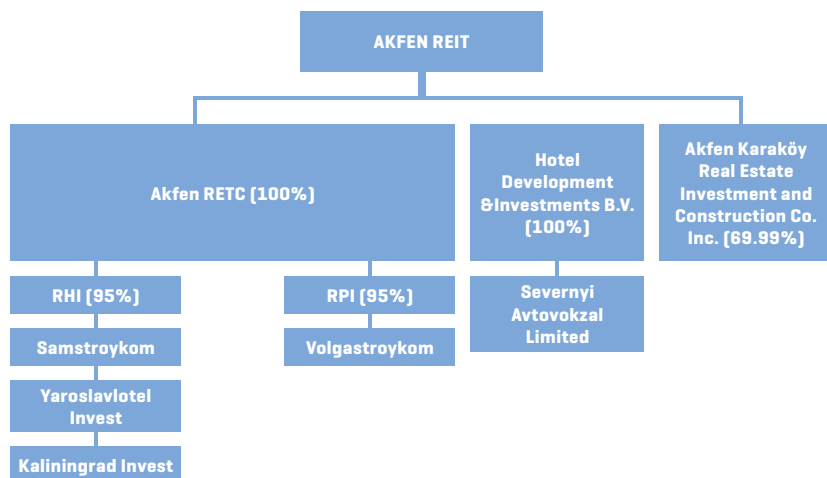 AKFEN REIT
Akfen RETC (100%)
Hotel
Development
&Investments B.V.
(100%)
Akfen Karaköy
Real Estate
Investment and
Construction Co.
Inc. (69.99%)
RHI (95%)
RPI (95%)
Severnyi
Avtovokzal
Limited
Samstroykom
Volgastroykom
Yaroslavlotel
Invest
Kaliningrad Invest